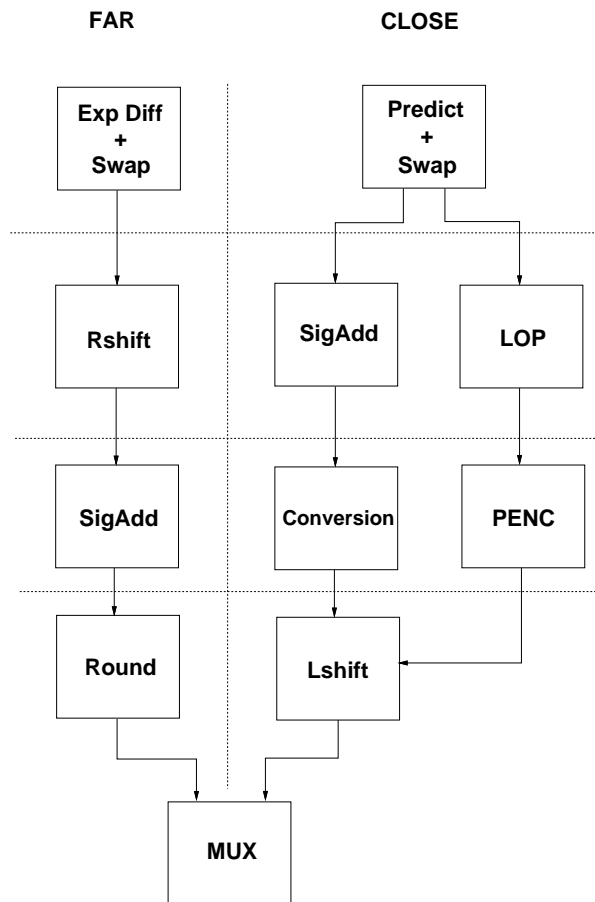 FAR
CLOSE
Exp Diff
+
Swap
Predict
+
Swap
Rshift
SigAdd
LOP
SigAdd
Conversion
PENC
Round
Lshift
MUX